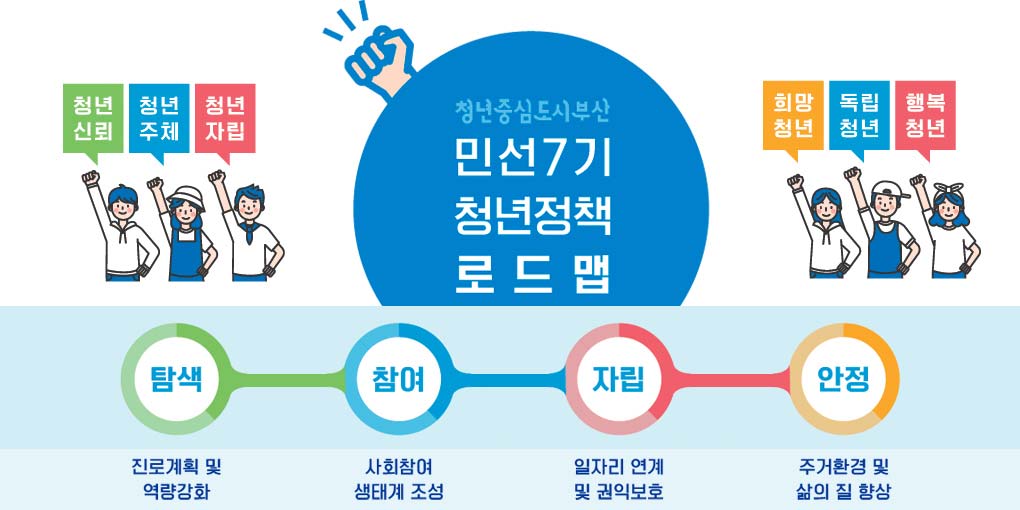 청년
신뢰
청년
주체
청년
자립
청년중심도시부산
민선7기
청년정책
로드맵
희망
청년
독립
청년
행복
청년
탐색
참여
자립
안정
진로계획 및
역량강화
사회참여
생태계 조성
일자리 연계
및 권익보호
주거환경 및
삶의 질 향상